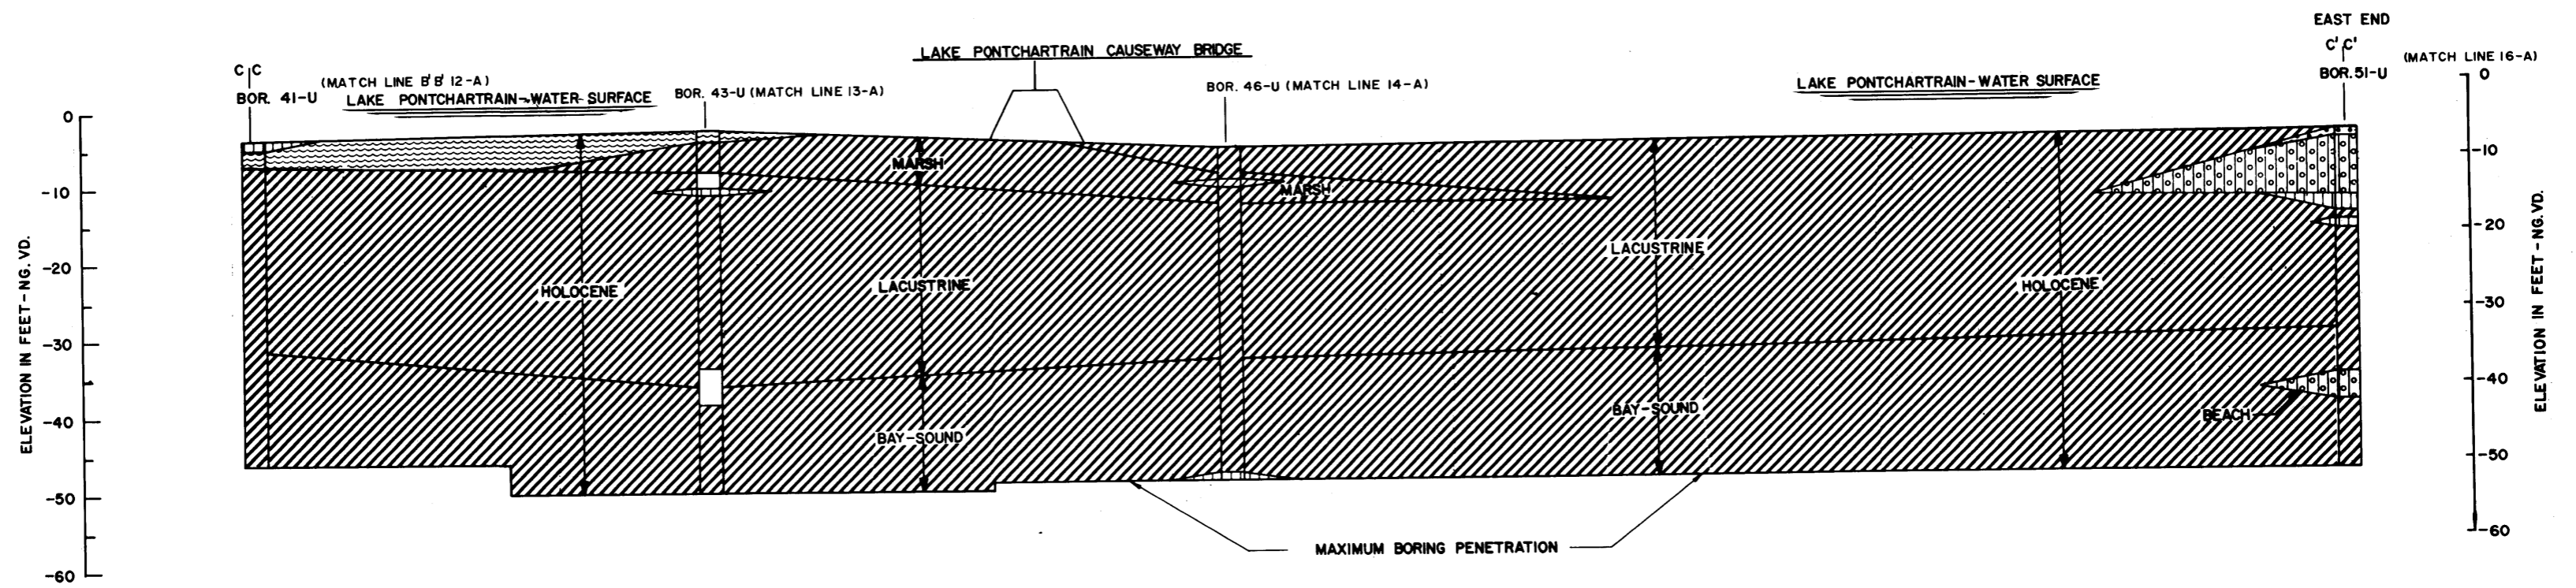 EAST END
C' C'
(MATCH LINE 16-A)
BOR. 51-U
LAKE PONTCHARTRAIN CAUSEWAY BRIDGE
C C
(MATCH LINE B'B' 12-A)
BOR. 41-U
LAKE PONTCHARTRAIN-WATER SURFACE
BOR. 43-U (MATCH LINE 13-A)
BOR. 46-U (MATCH LINE 14-A)
LAKE PONTCHARTRAIN-WATER SURFACE
ELEVATION IN FEET - NG. VD.
0
-10
-20
-30
-40
-50
-60
HOLOCENE
MARSH
LACUSTRINE
BAY-SOUND
MARSH
LACUSTRINE
BAY-SOUND
HOLOCENE
BEACH
MAXIMUM BORING PENETRATION
0
-10
-20
-30
-40
-50
-60
ELEVATION IN FEET - NG. VD.